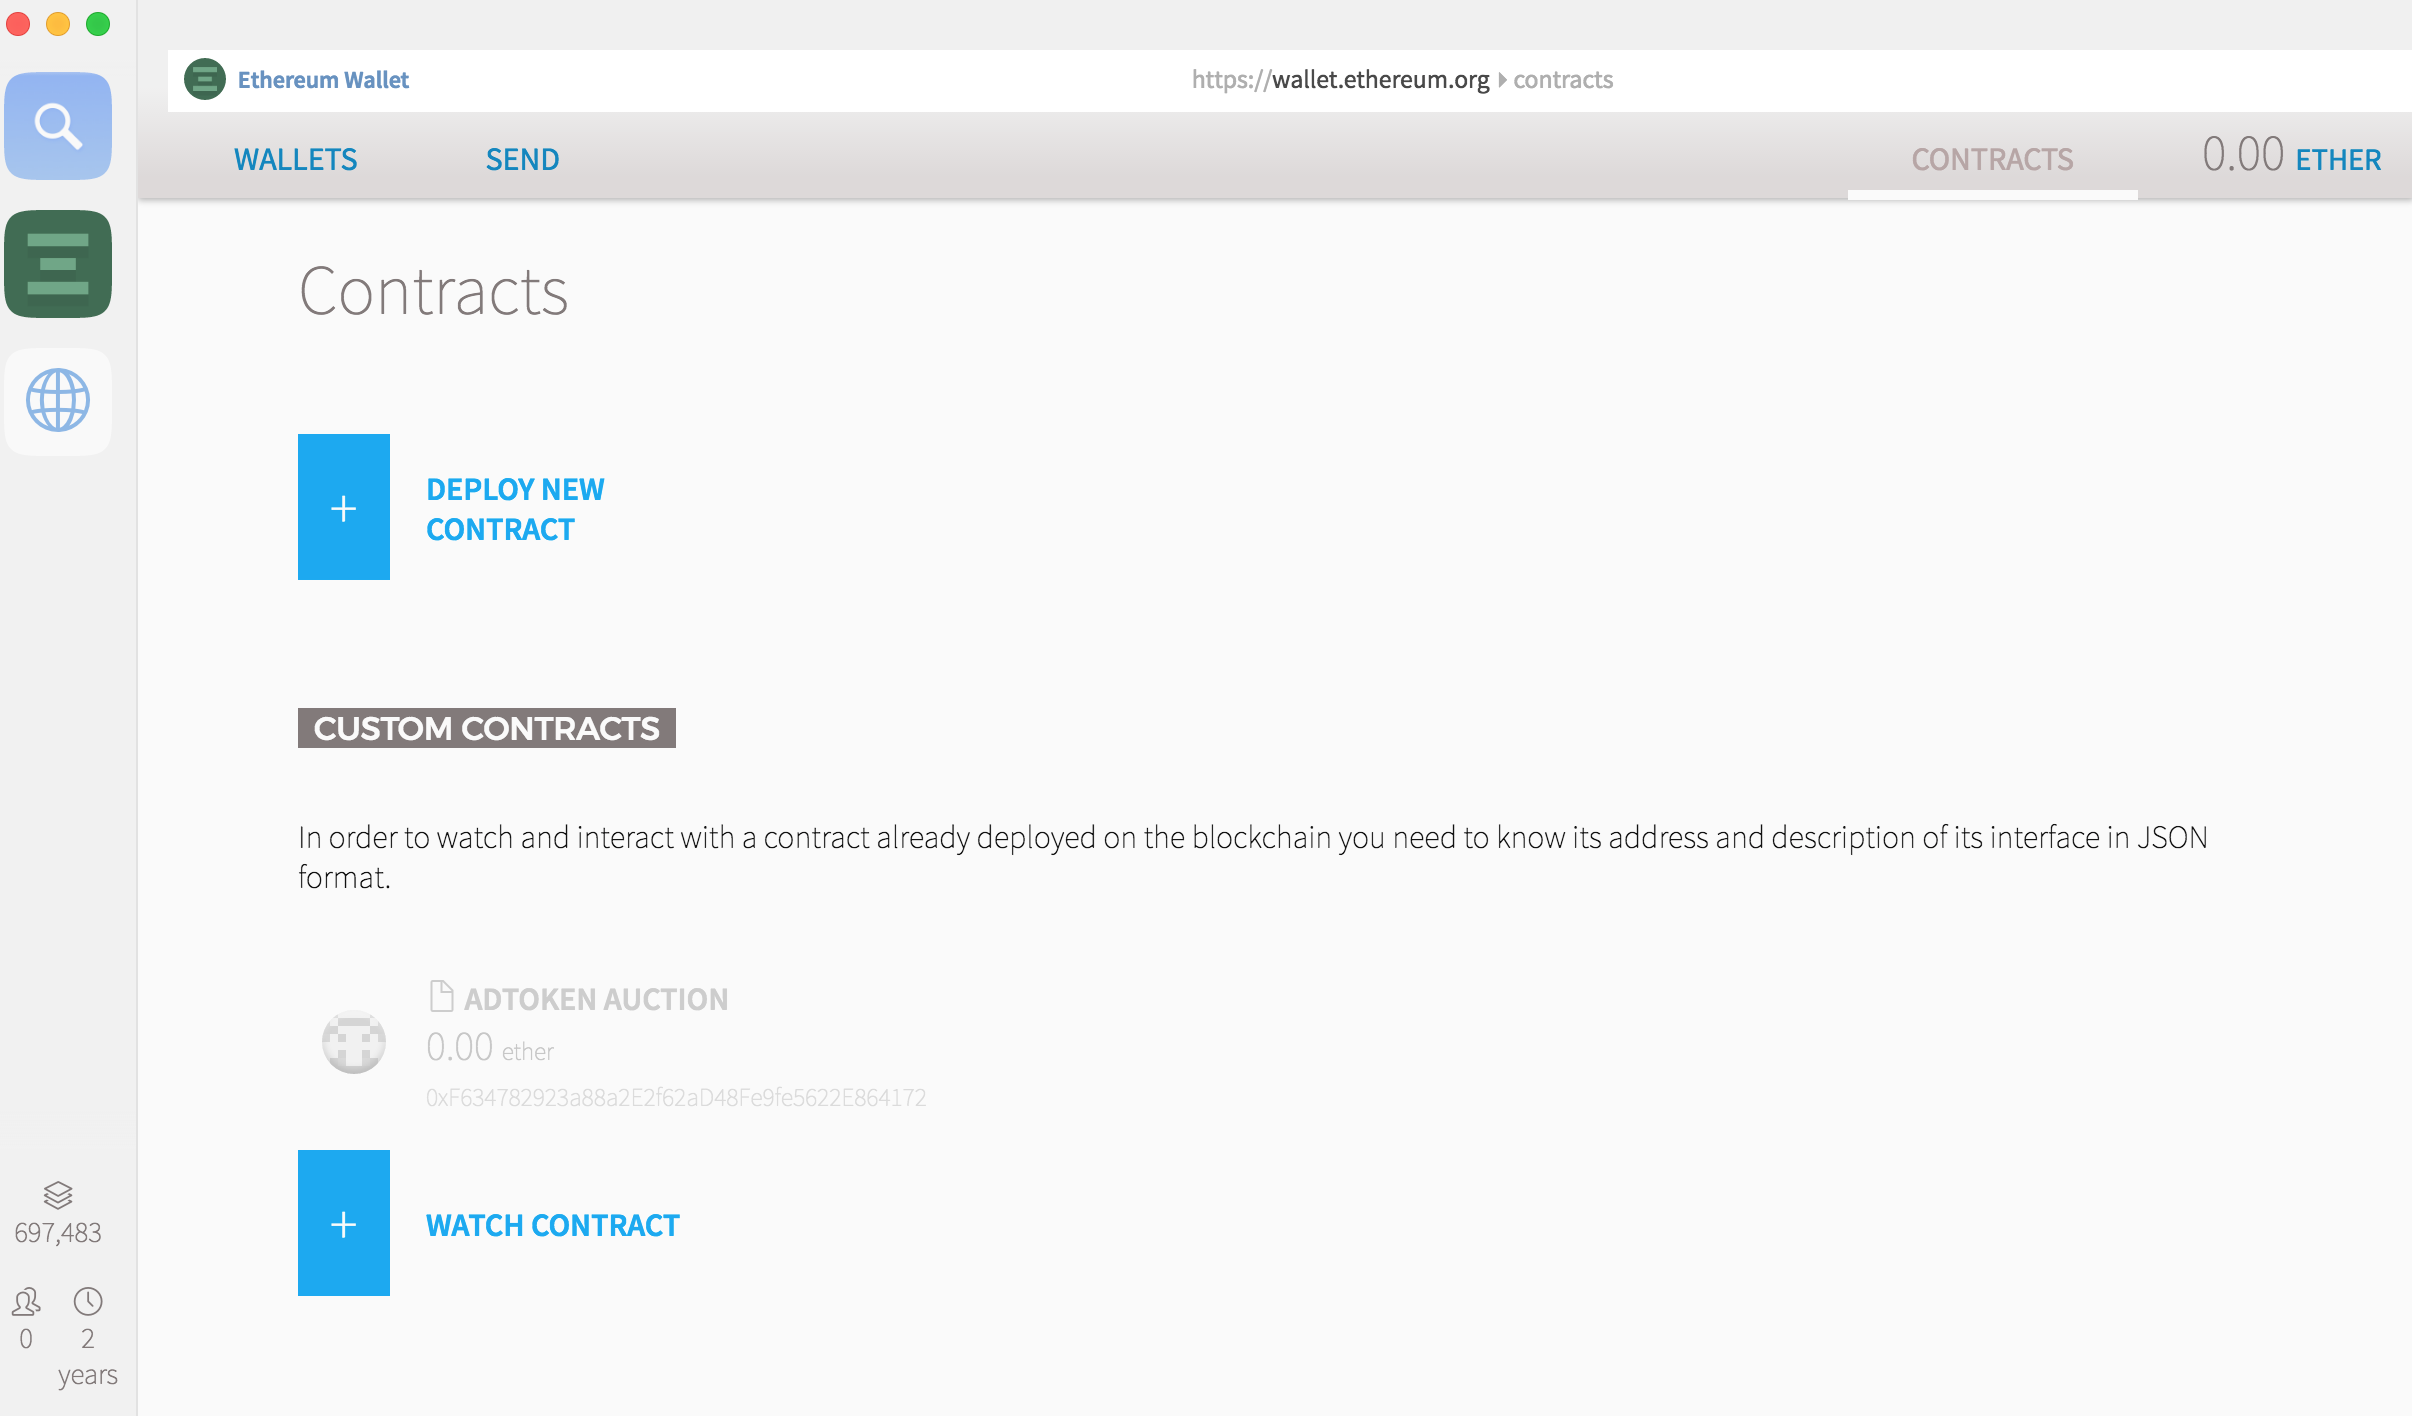 Ethereum Wallet
https://wallet.ethereum.org contracts
WALLETS
SEND
CONTRACTS
0.00 ETHER
Contracts
+
DEPLOY NEW
CONTRACT
CUSTOM CONTRACTS
In order to watch and interact with a contract already deployed on the blockchain you need to know its address and description of its interface in JSON
format.
ADTOKEN AUCTION
0.00 ether
0xF634782923a88a2E2f62aD48Fe9fe5622E864172
+
WATCH CONTRACT
697,483
0
2
years